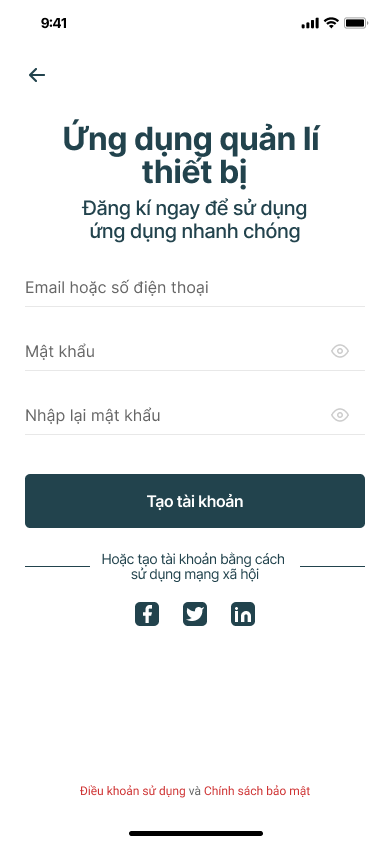 9:41
Ứng dụng quản lí
thiết bị
Đăng kí ngay để sử dụng
ứng dụng nhanh chóng
Email hoặc số điện thoại
Mật khẩu
Nhập lại mật khẩu
Tạo tài khoản
Hoặc tạo tài khoản bằng cách
sử dụng mạng xã hội
Điều khoản sử dụng và Chính sách bảo mật